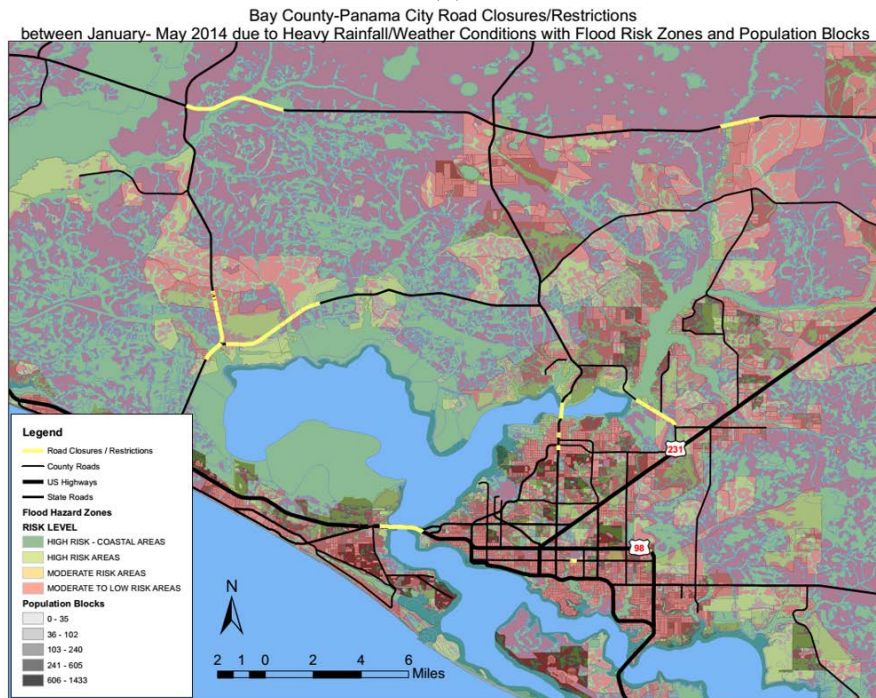 Bay County-Panama City Road Closures/Restrictions
between January- May 2014 due to Heavy Rainfall/Weather Conditions with Flood Risk Zones and Population Blocks
231
98
Legend
Road Closures / Restrictions
County Roads
US Highways
State Roads
Flood Hazard Zones
RISK LEVEL
HIGH RISK - COASTAL AREAS
HIGH RISK AREAS
MODERATE RISK AREAS
MODERATE TO LOW RISK AREAS
Population Blocks
0 - 35
36 - 102
103 - 240
241 - 605
606 - 1433
N
2 1 0 2 4 6
Miles